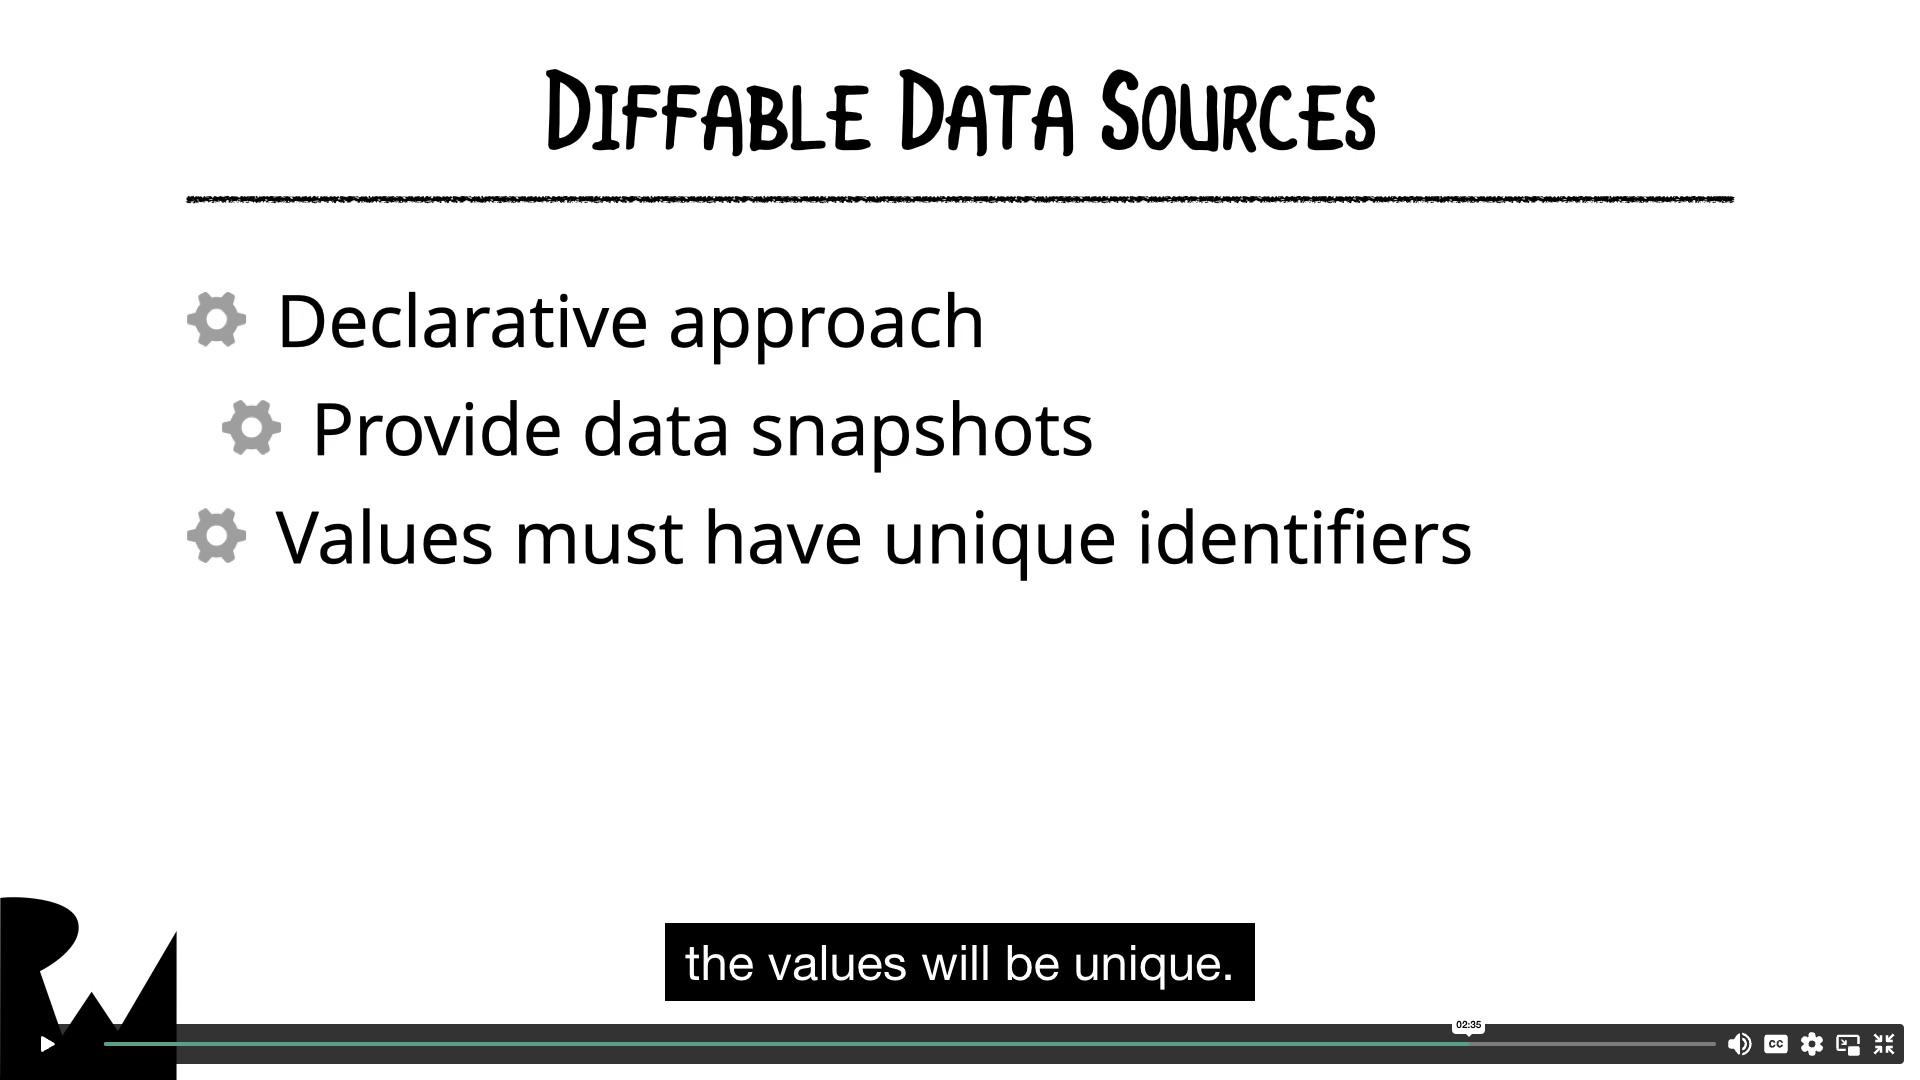 Diffable Data Sources
Declarative approach
Provide data snapshots
Values must have unique identifiers
RW
the values will be unique.
02:35
CC